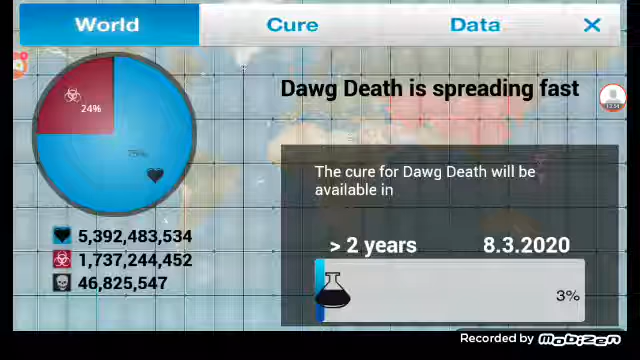 World
Cure
Data
24%
75%
Dawg Death is spreading fast
The cure for Dawg Death will be
available in
> 2 years
8.3.2020
3%
5,392,483,534
1,737,244,452
46,825,547
Recorded by mobizen